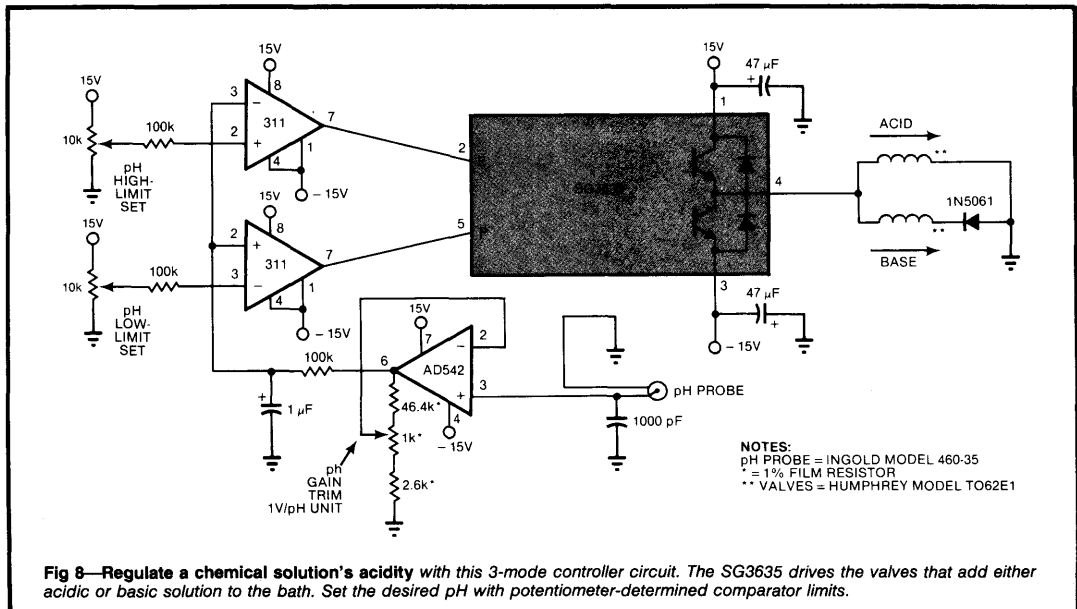 15V
3
−
8
311
2
+
4
1
7
− 15V
15V
10k
100k
pH
HIGH-
LIMIT
SET
15V
10k
100k
pH
LOW-
LIMIT
SET
15V
2
+
8
311
3
−
4
1
7
− 15V
2
5
15V
1
47 µF
+
4
3
47 µF
+
− 15V
ACID
**
1N5061
**
BASE
100k
+
1 µF
6
15V
7
−
2
AD542
+
3
4
− 15V
46.4k*
1k*
2.6k*
ph
GAIN
TRIM
1V/pH UNIT
pH PROBE
1000 pF
NOTES:
pH PROBE = INGOLD MODEL 460-35
* = 1% FILM RESISTOR
** VALVES = HUMPHREY MODEL TO62E1
Fig 8—Regulate a chemical solution's acidity with this 3-mode controller circuit. The SG3635 drives the valves that add either
acidic or basic solution to the bath. Set the desired pH with potentiometer-determined comparator limits.